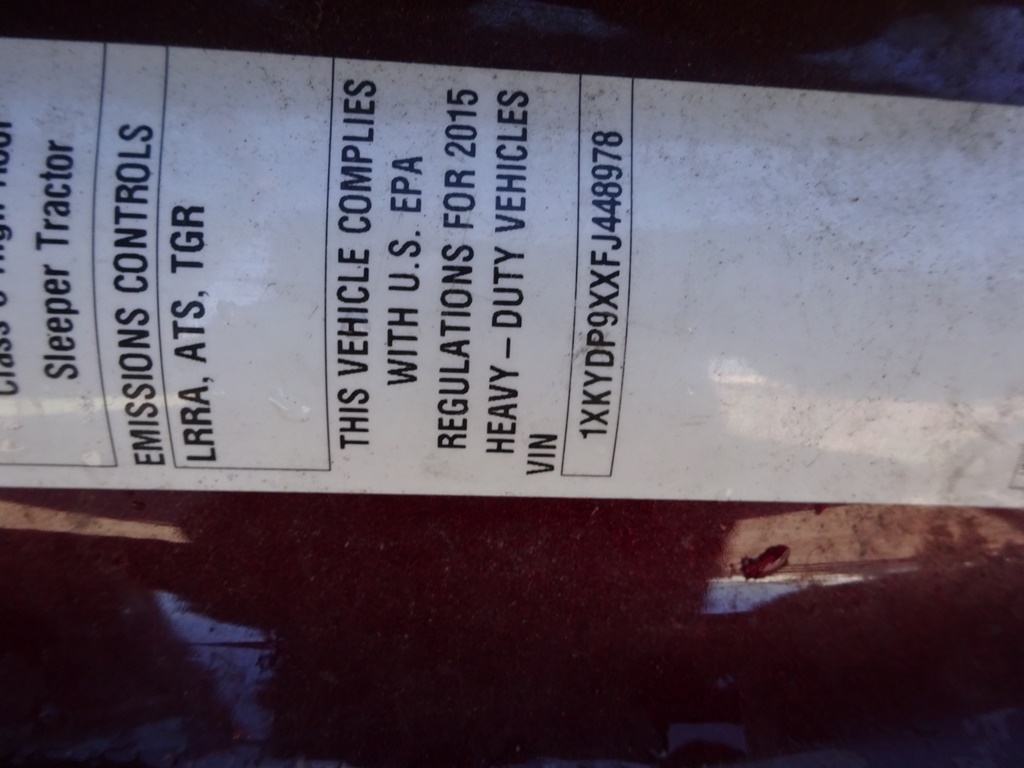 Sleeper Tractor
EMISSIONS CONTROLS
LRRA, ATS, TGR
THIS VEHICLE COMPLIES
WITH U.S. EPA
REGULATIONS FOR 2015
HEAVY – DUTY VEHICLES
VIN
1XKYDP9XXFJ448978